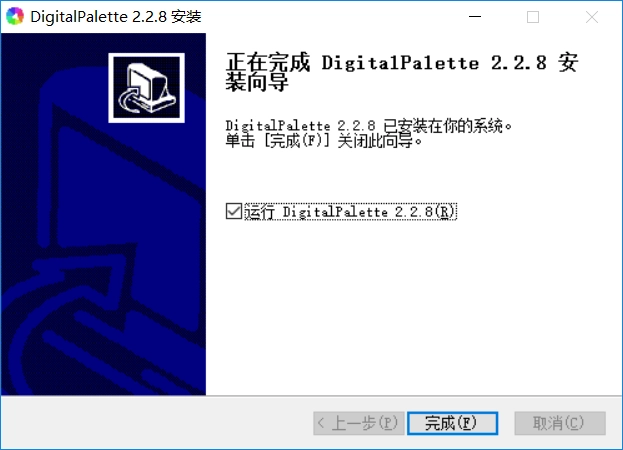 DigitalPalette 2.2.8 安装
正在完成 DigitalPalette 2.2.8 安
装向导
DigitalPalette 2.2.8 已安装在你的系统。
单击 [完成(F)] 关闭此向导。
运行 DigitalPalette 2.2.8(R)
< 上一步(P) 完成(F) 取消(C)